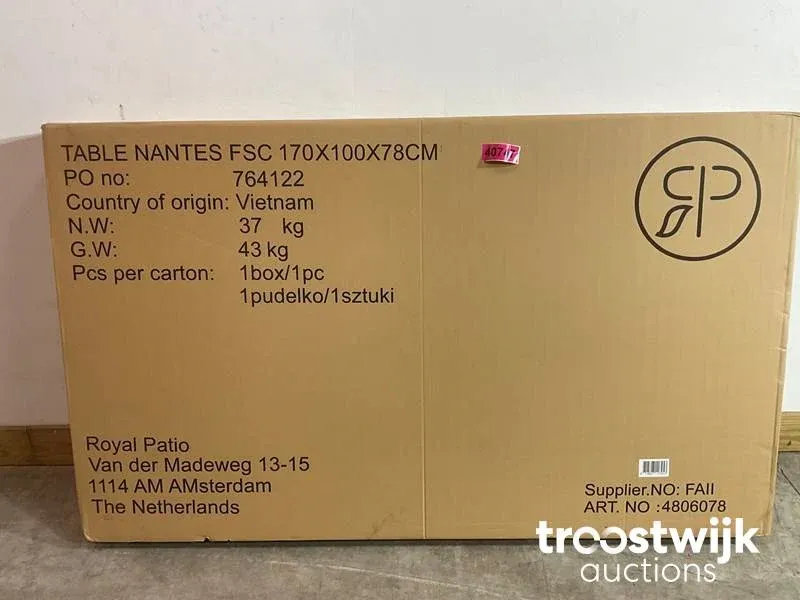 TABLE NANTES FSC 170X100X78CM
PO no: 764122
Country of origin: Vietnam
N.W: 37 kg
G.W: 43 kg
Pcs per carton: 1box/1pc
1pudelko/1sztuki
RP
Royal Patio
Van der Madeweg 13-15
1114 AM AMsterdam
The Netherlands
Supplier.NO: FAII
ART. NO :4806078
troostwijk
auctions